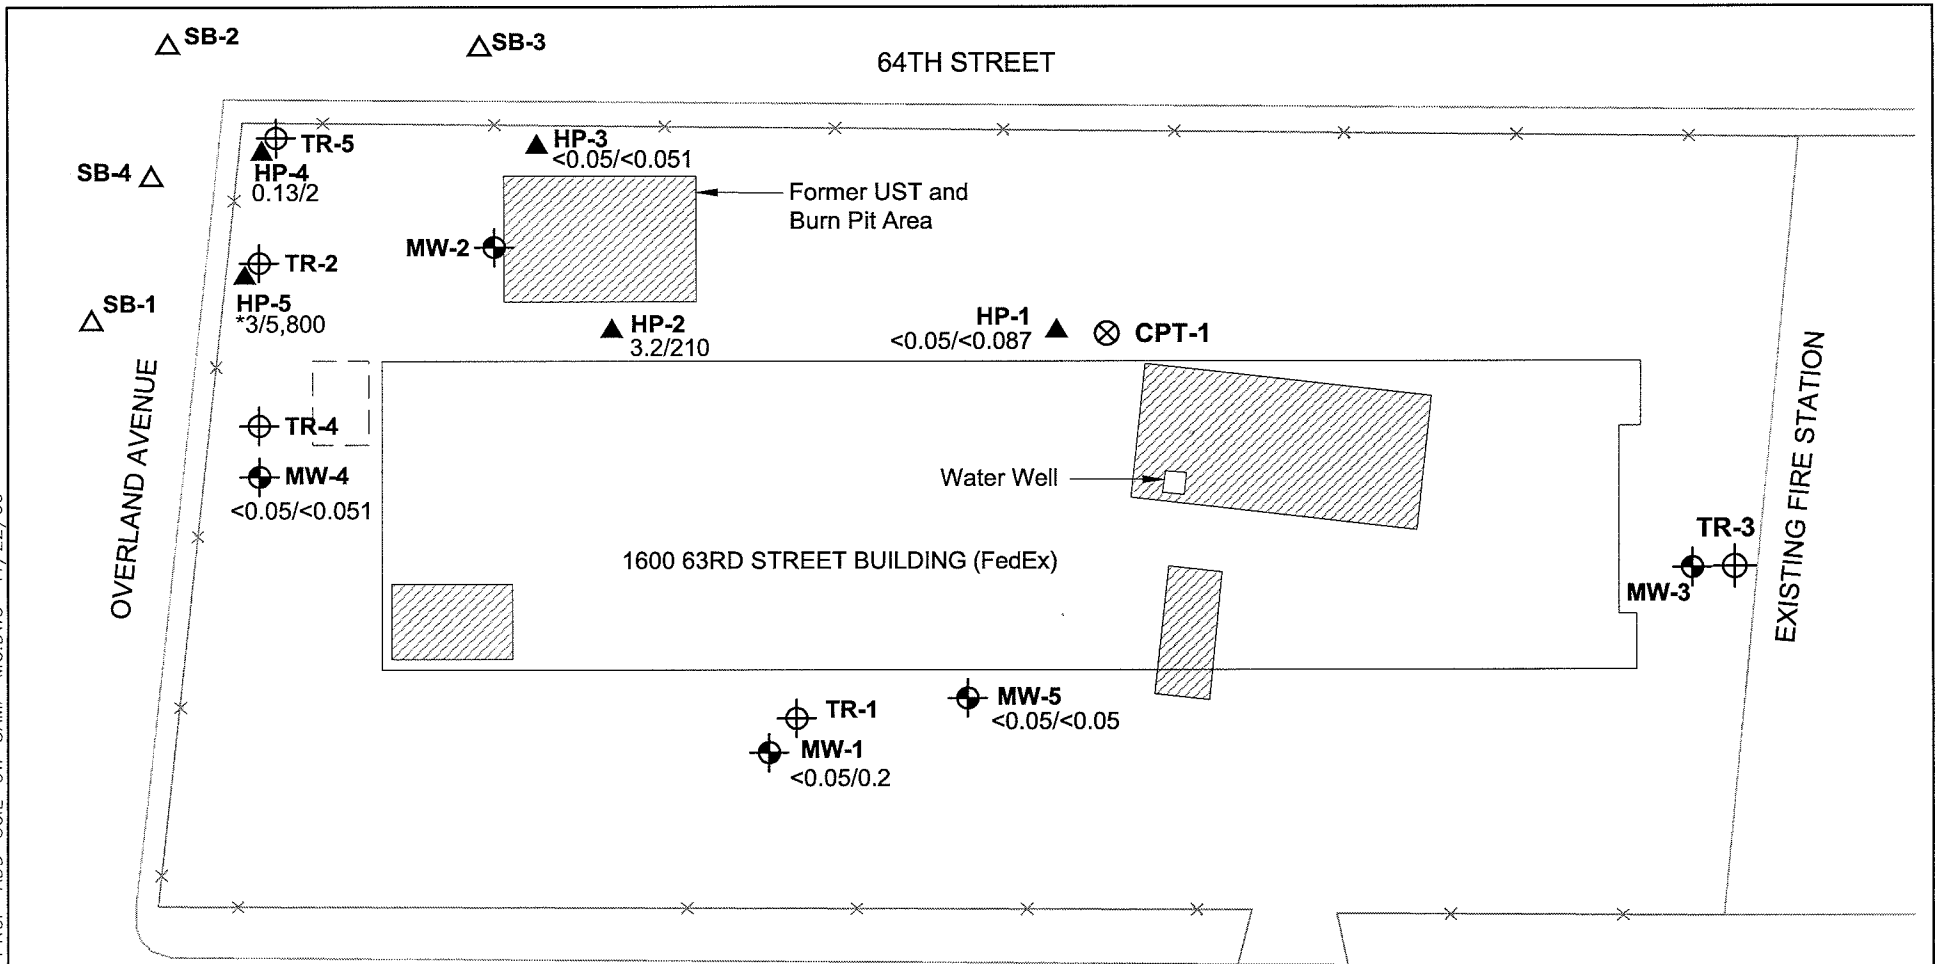 SB-2
SB-3
64TH STREET
TR-5
HP-4
0.13/2
HP-3
<0.05/<0.051
SB-4
Former UST and
Burn Pit Area
MW-2
TR-2
HP-5
*3/5,800
SB-1
HP-2
3.2/210
HP-1
<0.05/<0.087
CPT-1
OVERLAND AVENUE
TR-4
MW-4
<0.05/<0.051
Water Well
1600 63RD STREET BUILDING (FedEx)
TR-3
MW-3
EXISTING FIRE STATION
TR-1
MW-1
<0.05/0.2
MW-5
<0.05/<0.05